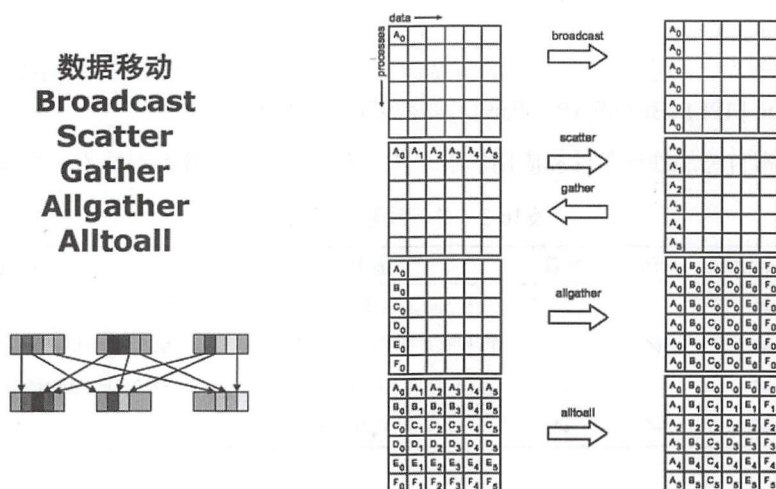 数据移动
Broadcast
Scatter
Gather
Allgather
Alltoall
data
processes
A₀
broadcast
A₀
A₀
A₀
A₀
A₀
A₀
A₀ A₁ A₂ A₃ A₄ A₅
scatter
gather
A₀
A₁
A₂
A₃
A₄
A₅
A₀
B₀
C₀
D₀
E₀
F₀
allgather
A₀ B₀ C₀ D₀ E₀ F₀
A₀ B₀ C₀ D₀ E₀ F₀
A₀ B₀ C₀ D₀ E₀ F₀
A₀ B₀ C₀ D₀ E₀ F₀
A₀ B₀ C₀ D₀ E₀ F₀
A₀ B₀ C₀ D₀ E₀ F₀
A₀ A₁ A₂ A₃ A₄ A₅
B₀ B₁ B₂ B₃ B₄ B₅
C₀ C₁ C₂ C₃ C₄ C₅
D₀ D₁ D₂ D₃ D₄ D₅
E₀ E₁ E₂ E₃ E₄ E₅
F₀ F₁ F₂ F₃ F₄ F₅
alltoall
A₀ B₀ C₀ D₀ E₀ F₀
A₁ B₁ C₁ D₁ E₁ F₁
A₂ B₂ C₂ D₂ E₂ F₂
A₃ B₃ C₃ D₃ E₃ F₃
A₄ B₄ C₄ D₄ E₄ F₄
A₅ B₅ C₅ D₅ E₅ F₅